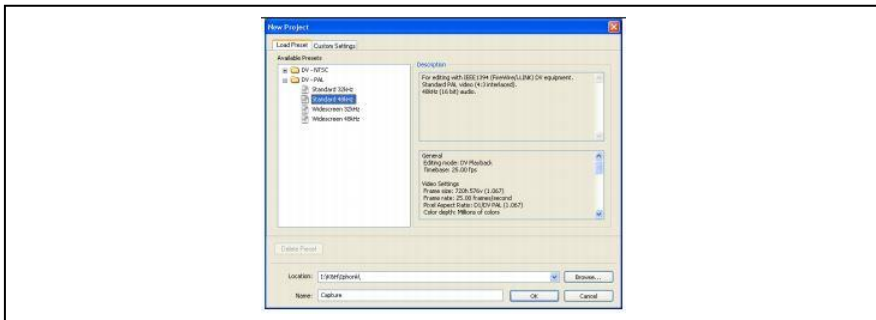 New Project
Load Preset Custom Settings
Available Presets
DV - NTSC
DV - PAL
Standard 32kHz
Standard 48kHz
Widescreen 32kHz
Widescreen 48kHz
Description
For editing with IEEE1394 (FireWire/i.LINK) DV equipment.
Standard PAL video (4:3 interlaced).
48kHz (16 bit) audio.
General
Editing mode: DV Playback
Timebase: 25.00 fps
Video Settings
Frame size: 720h 576v (1.067)
Frame rate: 25.00 frames/second
Pixel Aspect Ratio: D1/DV PAL (1.067)
Color depth: Millions of colors
Delete Preset
Location:
Browse...
Name: Capture
OK Cancel